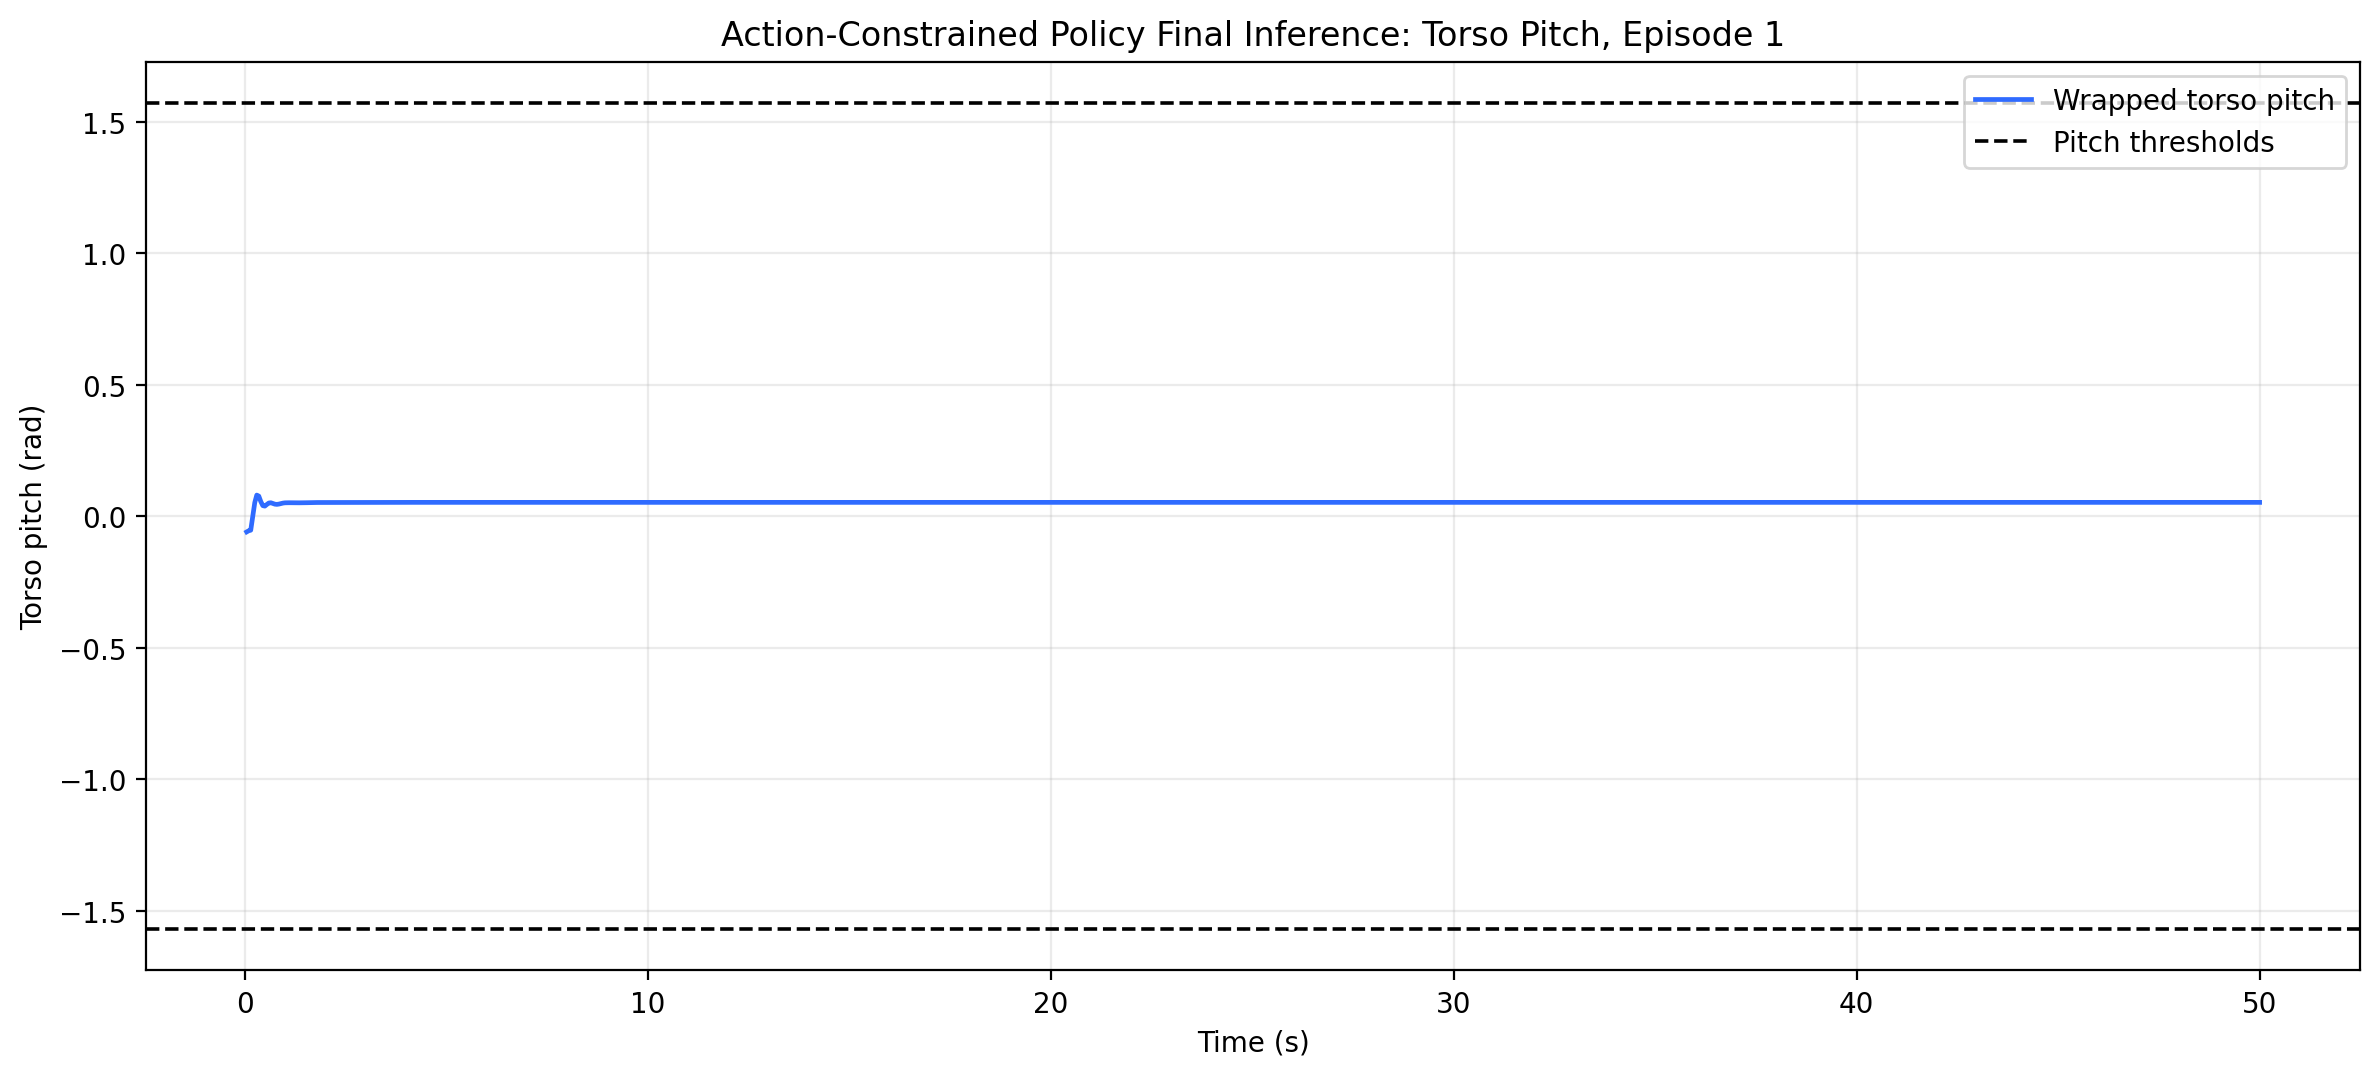 Action-Constrained Policy Final Inference: Torso Pitch, Episode 1
Wrapped torso pitch
Pitch thresholds
Torso pitch (rad)
1.5
1.0
0.5
0.0
−0.5
−1.0
−1.5
0 10 20 30 40 50
Time (s)